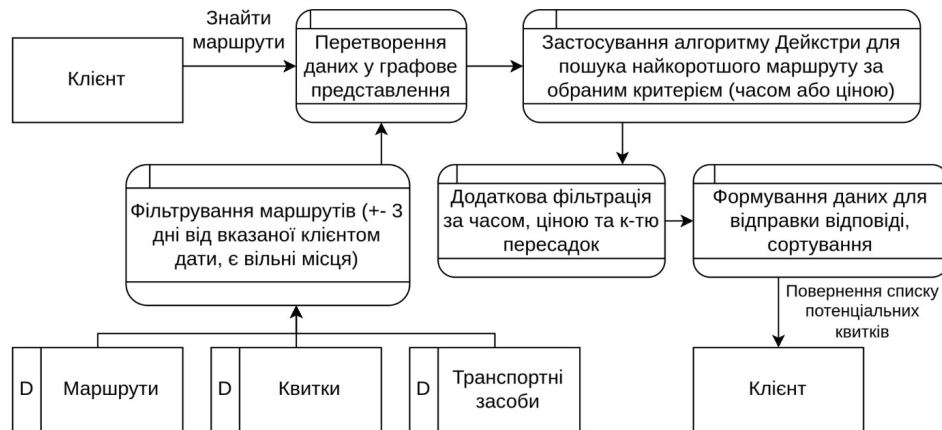 Знайти
маршрути
Клієнт
Перетворення
даних у графове
представлення
Застосування алгоритму Дейкстри для
пошука найкоротшого маршруту за
обраним критерієм (часом або ціною)
Фільтрування маршрутів (+- 3
дні від вказаної клієнтом
дати, є вільні місця)
Додаткова фільтрація
за часом, ціною та к-тю
пересадок
Формування даних для
відправки відповіді,
сортування
Повернення списку
потенціальних
квитків
D
Маршрути
D
Квитки
D
Транспортні
засоби
Клієнт